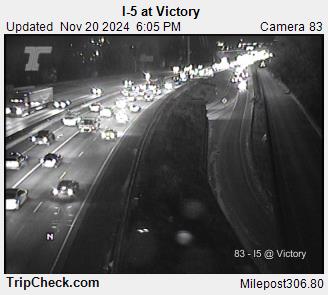 I-5 at Victory
Updated Nov 20 2024 6:05 PM Camera 83
N
83 - I5 @ Victory
TripCheck.com Milepost306.80